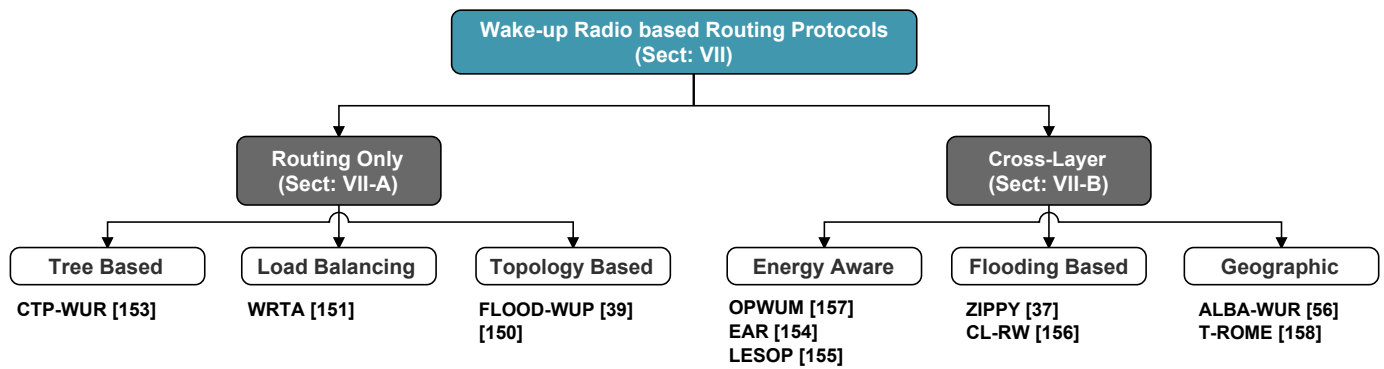 Wake-up Radio based Routing Protocols
(Sect: VII)
Routing Only
(Sect: VII-A)
Cross-Layer
(Sect: VII-B)
Tree Based
Load Balancing
Topology Based
Energy Aware
Flooding Based
Geographic
CTP-WUR [153]
WRTA [151]
FLOOD-WUP [39]
[150]
OPWUM [157]
EAR [154]
LESOP [155]
ZIPPY [37]
CL-RW [156]
ALBA-WUR [56]
T-ROME [158]